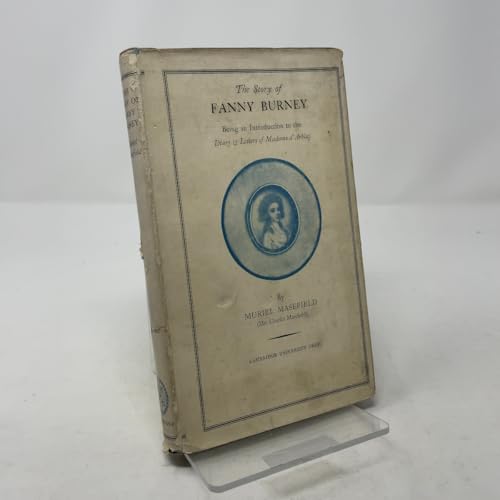 The Story of
FANNY BURNEY
Being an Introduction to the
Diary & Letters of Madame d'Arblay
By
MURIEL MASEFIELD
(Mrs Charles Masefield)
CAMBRIDGE UNIVERSITY PRESS